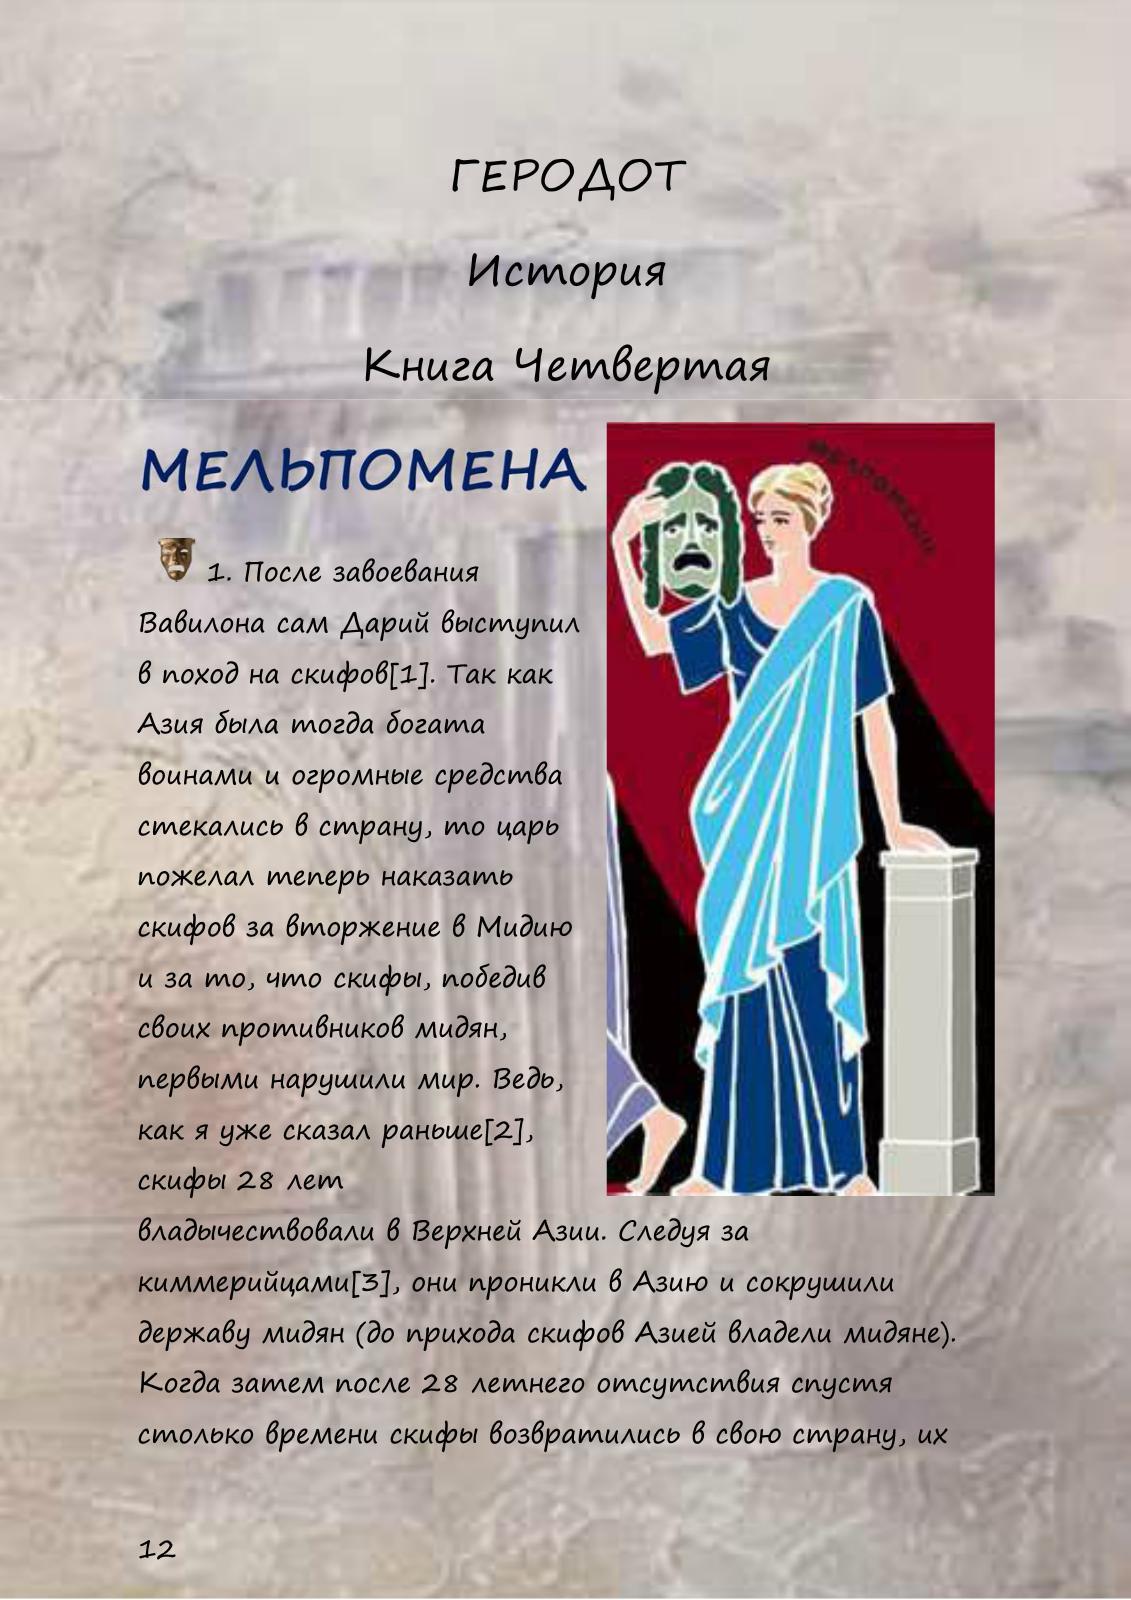 ГЕРОДОТ
История
Книга Четвертая
МЕЛЬПОМЕНА
МЕЛЬПОМЕНА
1. После завоевания
Вавилона сам Дарий выступил
в поход на скифов[1]. Так как
Азия была тогда богата
воинами и огромные средства
стекались в страну, то царь
пожелал теперь наказать
скифов за вторжение в Мидию
и за то, что скифы, победив
своих противников мидян,
первыми нарушили мир. Ведь,
как я уже сказал раньше[2],
скифы 28 лет
владычествовали в Верхней Азии. Следуя за
киммерийцами[3], они проникли в Азию и сокрушили
державу мидян (до прихода скифов Азией владели мидяне).
Когда затем после 28 летнего отсутствия спустя
столько времени скифы возвратились в свою страну, их
12